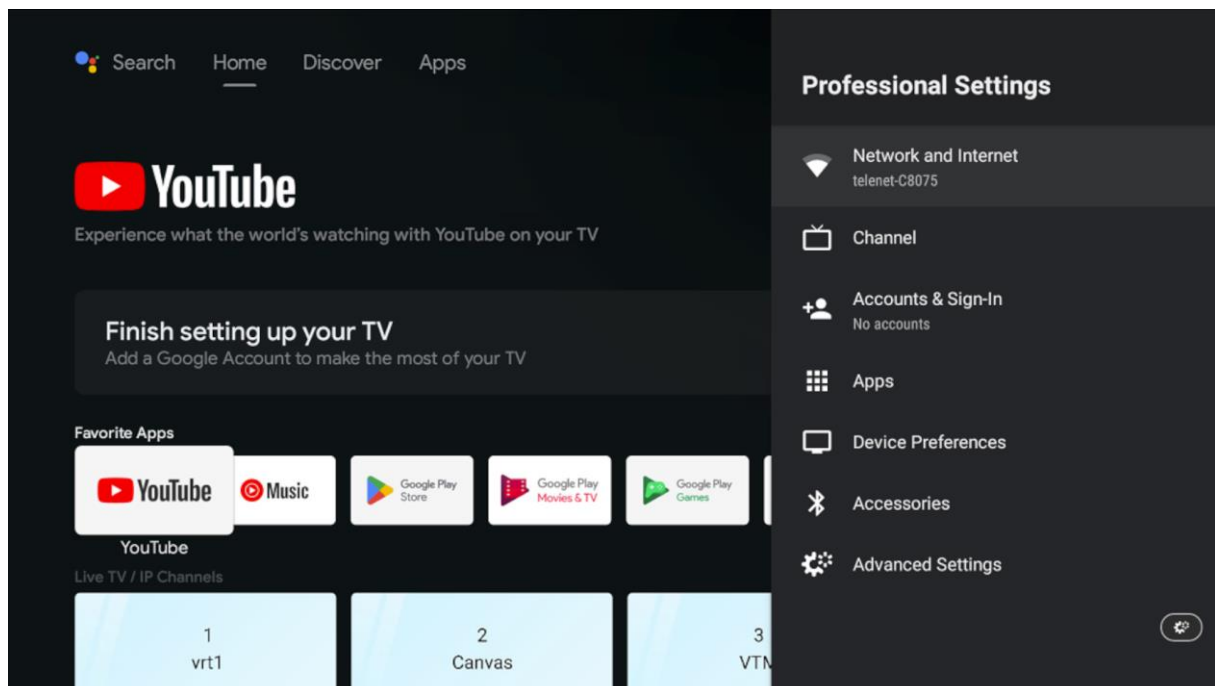 Search Home Discover Apps
YouTube
Experience what the world's watching with YouTube on your TV
Finish setting up your TV
Add a Google Account to make the most of your TV
Favorite Apps
YouTube
Music
Google Play
Store
Google Play
Movies & TV
Google Play
Games
YouTube
Live TV / IP Channels
1
vrt1
2
Canvas
3
VTM
Professional Settings
Network and Internet
telenet-C8075
Channel
Accounts & Sign-In
No accounts
Apps
Device Preferences
Accessories
Advanced Settings